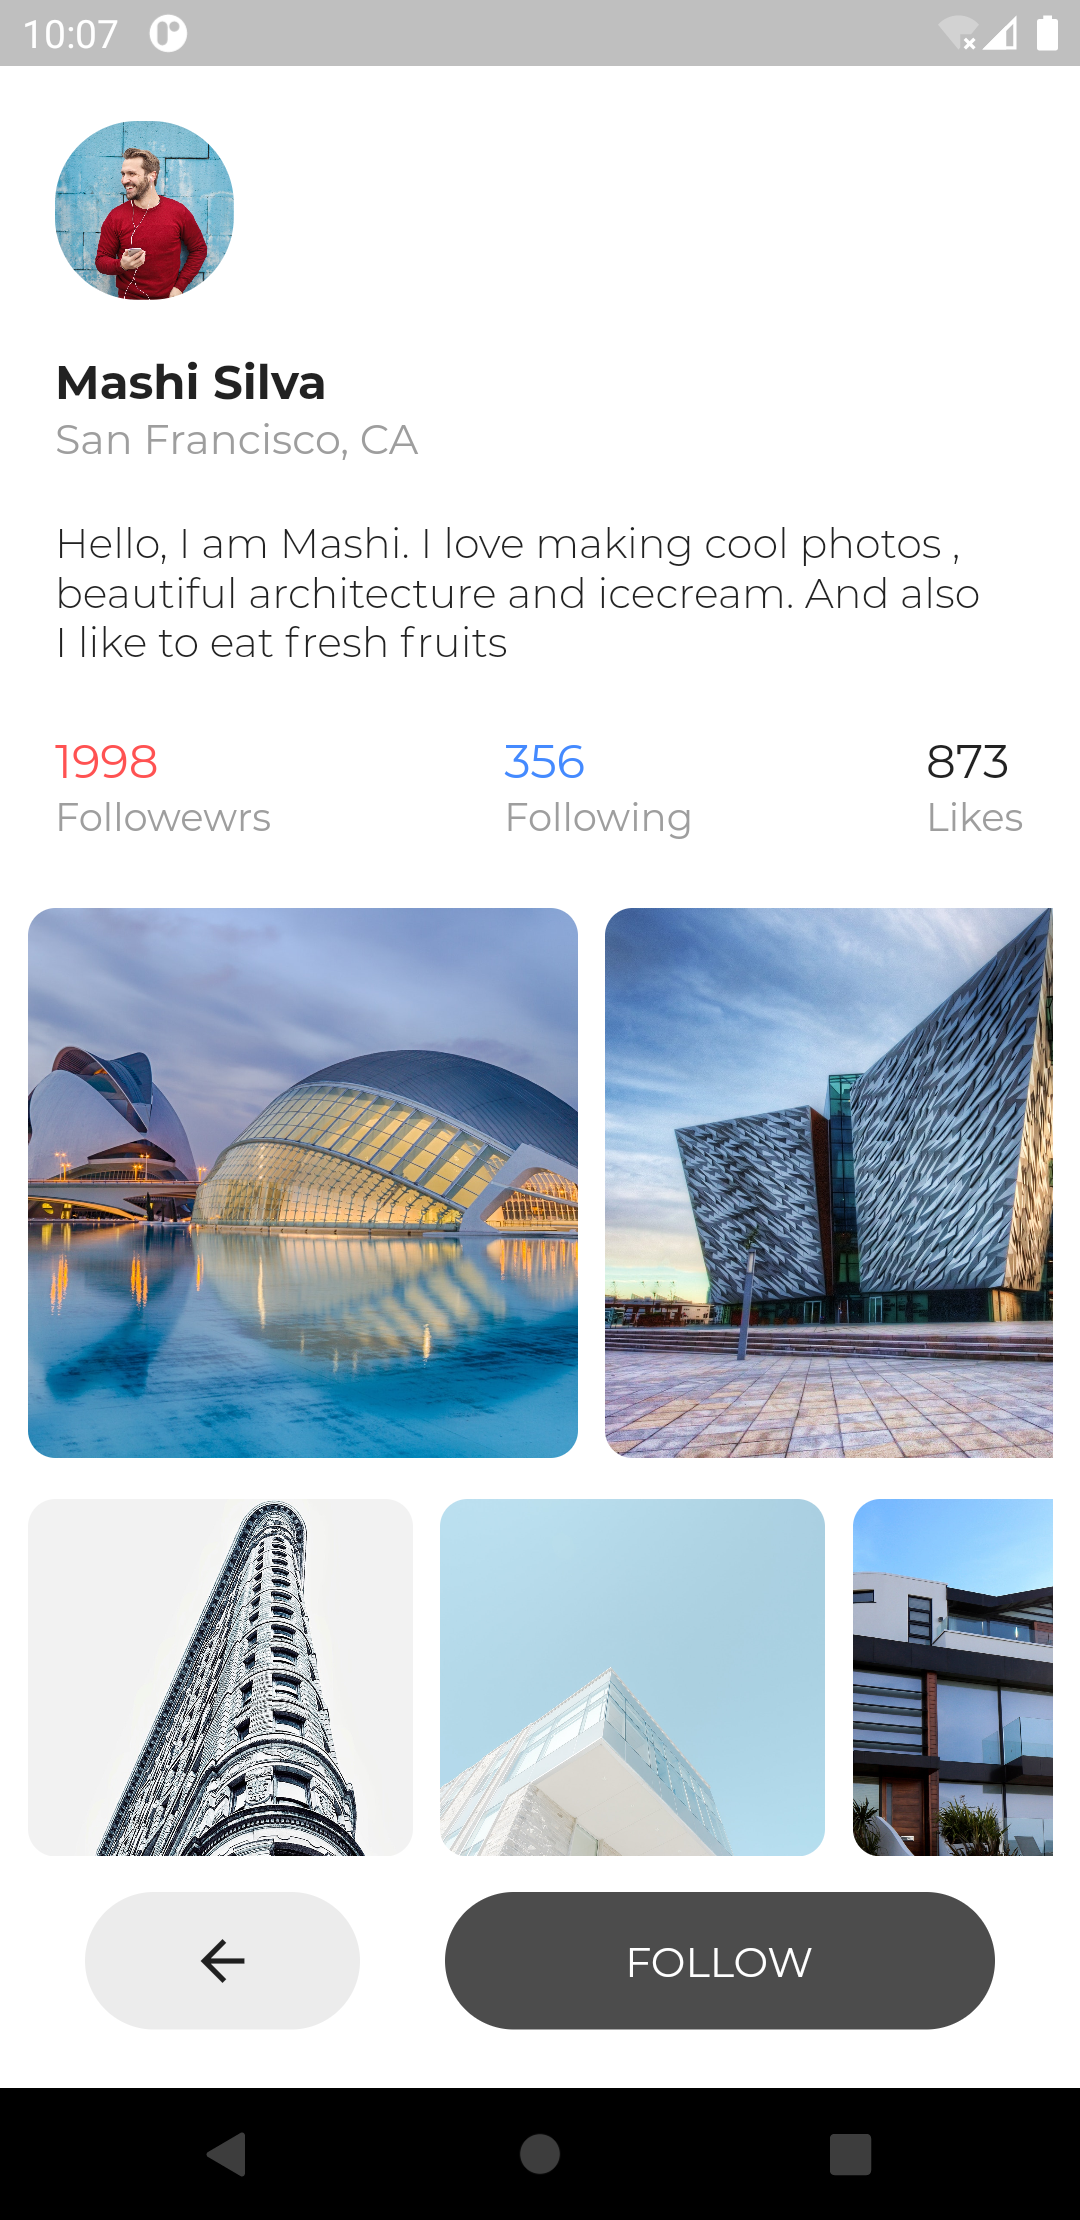 10:07
Mashi Silva
San Francisco, CA
Hello, I am Mashi. I love making cool photos ,
beautiful architecture and icecream. And also
I like to eat fresh fruits
1998 356 873
Followewrs Following Likes
FOLLOW